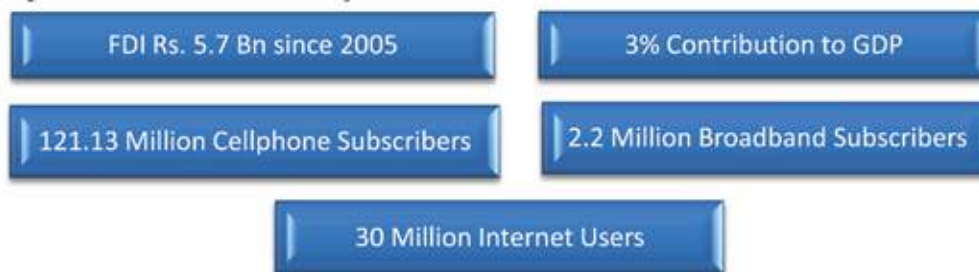 FDI Rs. 5.7 Bn since 2005
3% Contribution to GDP
121.13 Million Cellphone Subscribers
2.2 Million Broadband Subscribers
30 Million Internet Users